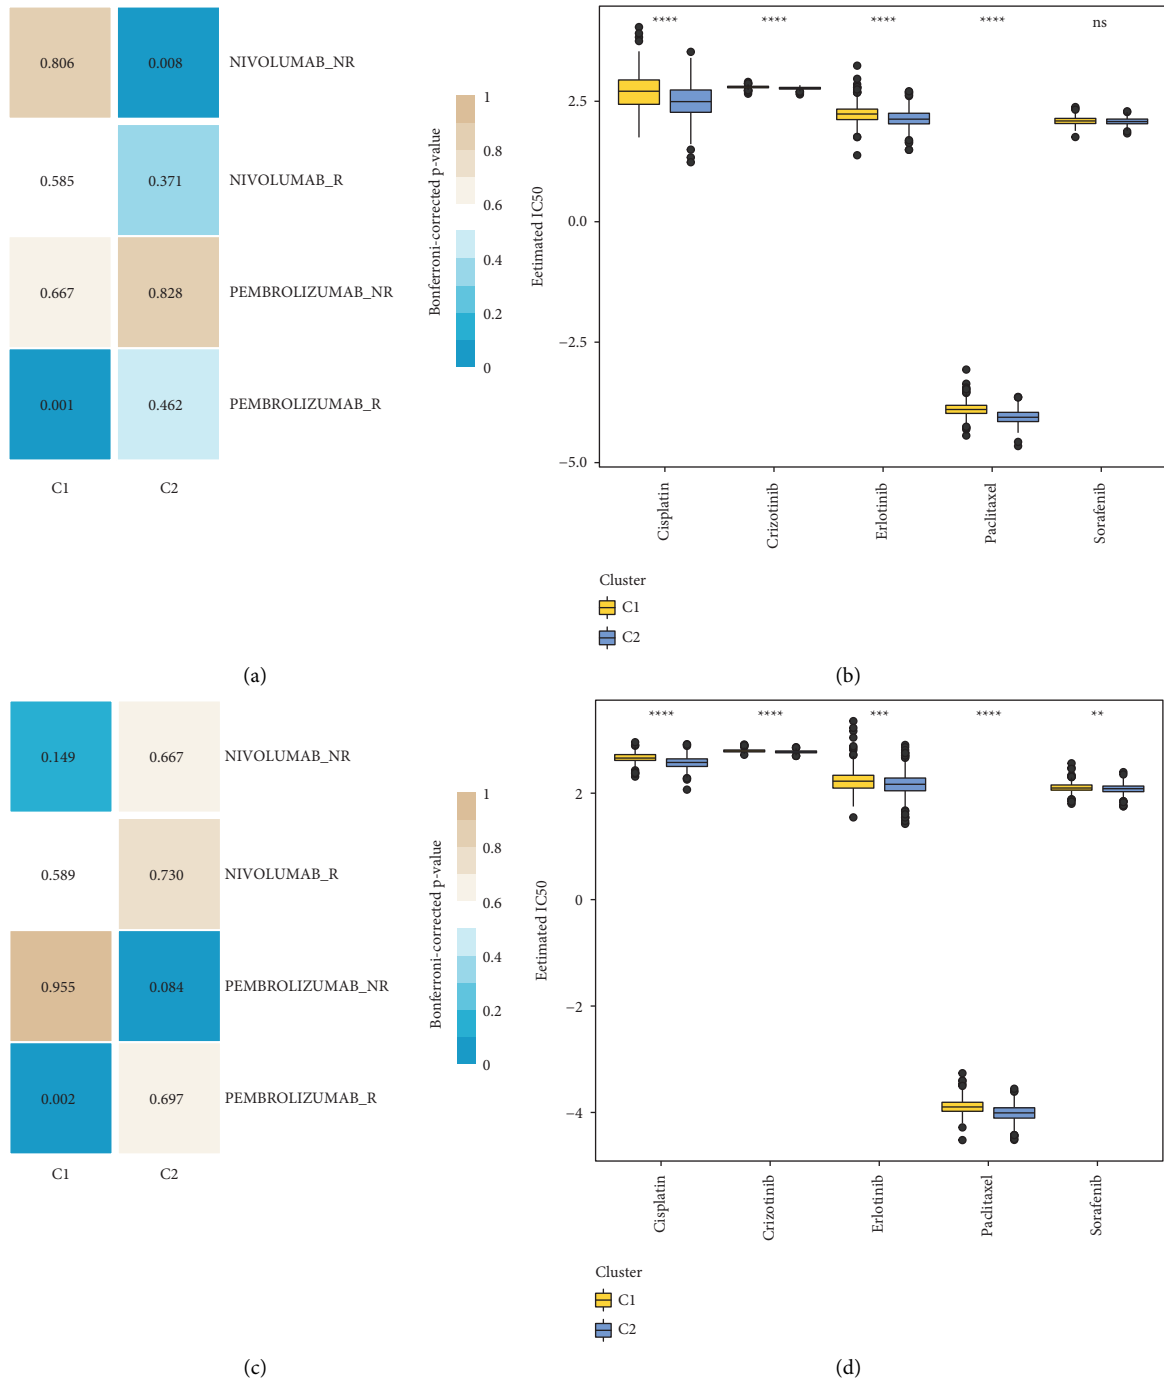 0.806 0.008 NIVOLUMAB_NR
0.585 0.371 NIVOLUMAB_R
0.667 0.828 PEMBROLIZUMAB_NR
0.001 0.462 PEMBROLIZUMAB_R
C1 C2
Bonferroni-corrected p-value
1
0.8
0.6
0.4
0.2
0
(a)
**** **** **** **** ns
Eetimated IC50
2.5
0.0
−2.5
−5.0
Cisplatin
Crizotinib
Erlotinib
Paclitaxel
Sorafenib
Cluster
C1
C2
(b)
0.149 0.667 NIVOLUMAB_NR
0.589 0.730 NIVOLUMAB_R
0.955 0.084 PEMBROLIZUMAB_NR
0.002 0.697 PEMBROLIZUMAB_R
C1 C2
Bonferroni-corrected p-value
1
0.8
0.6
0.4
0.2
0
(c)
**** **** *** **** **
Eetimated IC50
2
0
−2
−4
Cisplatin
Crizotinib
Erlotinib
Paclitaxel
Sorafenib
Cluster
C1
C2
(d)